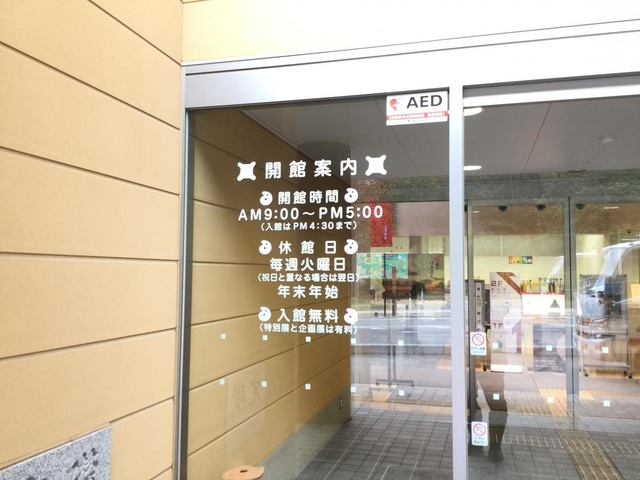 AED
開館案内
開館時間
AM9:00～PM5:00
(入館はPM4:30まで)
休館日
毎週火曜日
(祝日と重なる場合は翌日)
年末年始
入館無料
(特別展と企画展は有料)
2F
1F